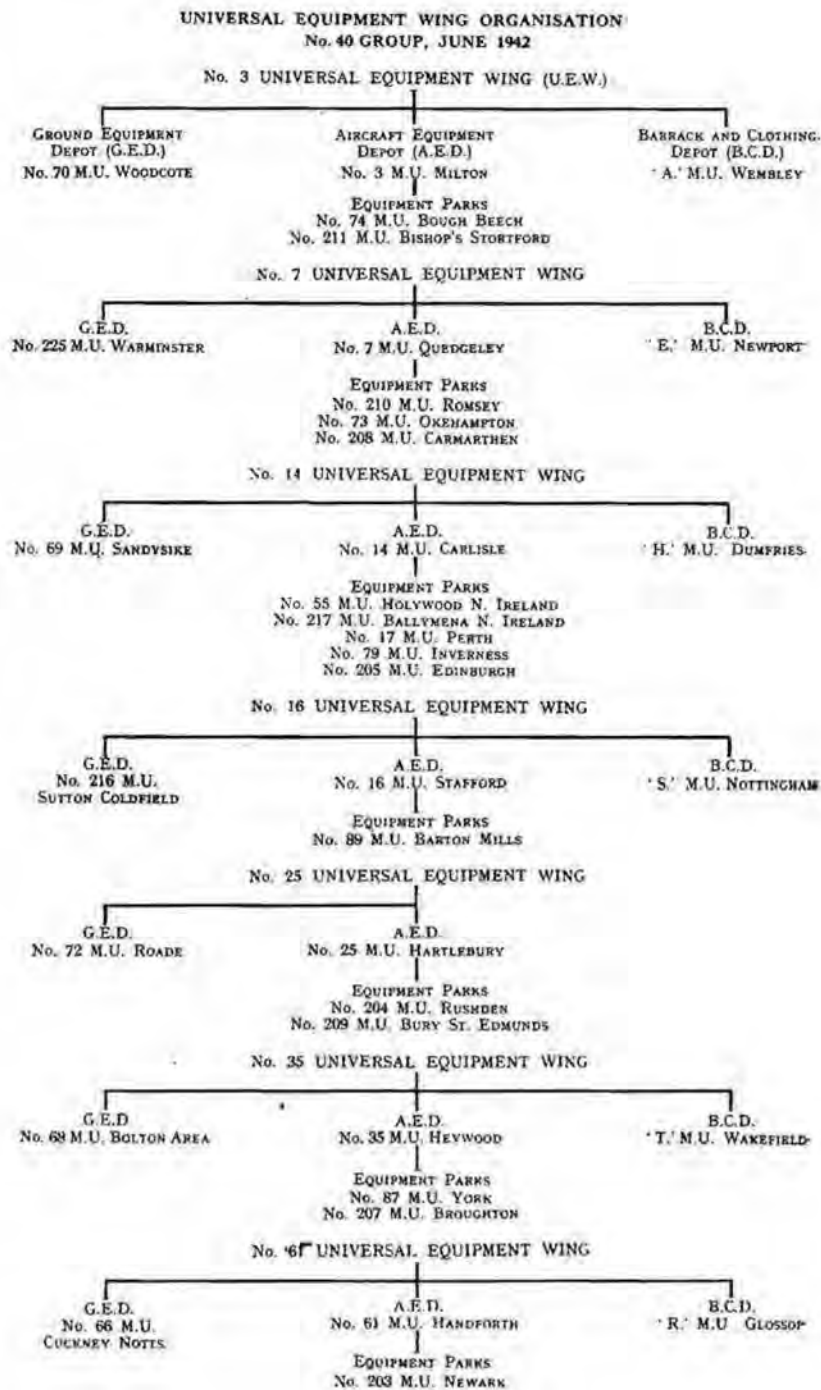 UNIVERSAL EQUIPMENT WING ORGANISATION
No. 40 GROUP, JUNE 1942
No. 3 UNIVERSAL EQUIPMENT WING (U.E.W.)
GROUND EQUIPMENT DEPOT (G.E.D.)
No. 70 M.U. WOODCOTE
AIRCRAFT EQUIPMENT DEPOT (A.E.D.)
No. 3 M.U. MILTON
BARRACK AND CLOTHING DEPOT (B.C.D.)
'A.' M.U. WEMBLEY
EQUIPMENT PARKS
No. 74 M.U. BOUGH BEECH
No. 211 M.U. BISHOP'S STORTFORD
No. 7 UNIVERSAL EQUIPMENT WING
G.E.D.
No. 225 M.U. WARMINSTER
A.E.D.
No. 7 M.U. QUEDGELEY
B.C.D.
'E.' M.U. NEWPORT
EQUIPMENT PARKS
No. 210 M.U. ROMSEY
No. 73 M.U. OKEHAMPTON
No. 208 M.U. CARMARTHEN
No. 14 UNIVERSAL EQUIPMENT WING
G.E.D.
No. 69 M.U. SANDYSIKE
A.E.D.
No. 14 M.U. CARLISLE
B.C.D.
'H.' M.U. DUMFRIES
EQUIPMENT PARKS
No. 55 M.U. HOLYWOOD N. IRELAND
No. 217 M.U. BALLYMENA N. IRELAND
No. 17 M.U. PERTH
No. 79 M.U. INVERNESS
No. 205 M.U. EDINBURGH
No. 16 UNIVERSAL EQUIPMENT WING
G.E.D.
No. 216 M.U.
SUTTON COLDFIELD
A.E.D.
No. 16 M.U. STAFFORD
B.C.D.
'S.' M.U. NOTTINGHAM
EQUIPMENT PARKS
No. 89 M.U. BARTON MILLS
No. 25 UNIVERSAL EQUIPMENT WING
G.E.D.
No. 72 M.U. ROADE
A.E.D.
No. 25 M.U. HARTLEBURY
EQUIPMENT PARKS
No. 204 M.U. RUSHDEN
No. 209 M.U. BURY ST. EDMUNDS
No. 35 UNIVERSAL EQUIPMENT WING
G.E.D
No. 68 M.U. BOLTON AREA
A.E.D.
No. 35 M.U. HEYWOOD
B.C.D.
'T.' M.U. WAKEFIELD
EQUIPMENT PARKS
No. 87 M.U. YORK
No. 207 M.U. BROUGHTON
No. 61 UNIVERSAL EQUIPMENT WING
G.E.D.
No. 66 M.U.
CUCKNEY NOTTS.
A.E.D.
No. 61 M.U. HANDFORTH
B.C.D.
'R.' M.U GLOSSOP
EQUIPMENT PARKS
No. 203 M.U. NEWARK